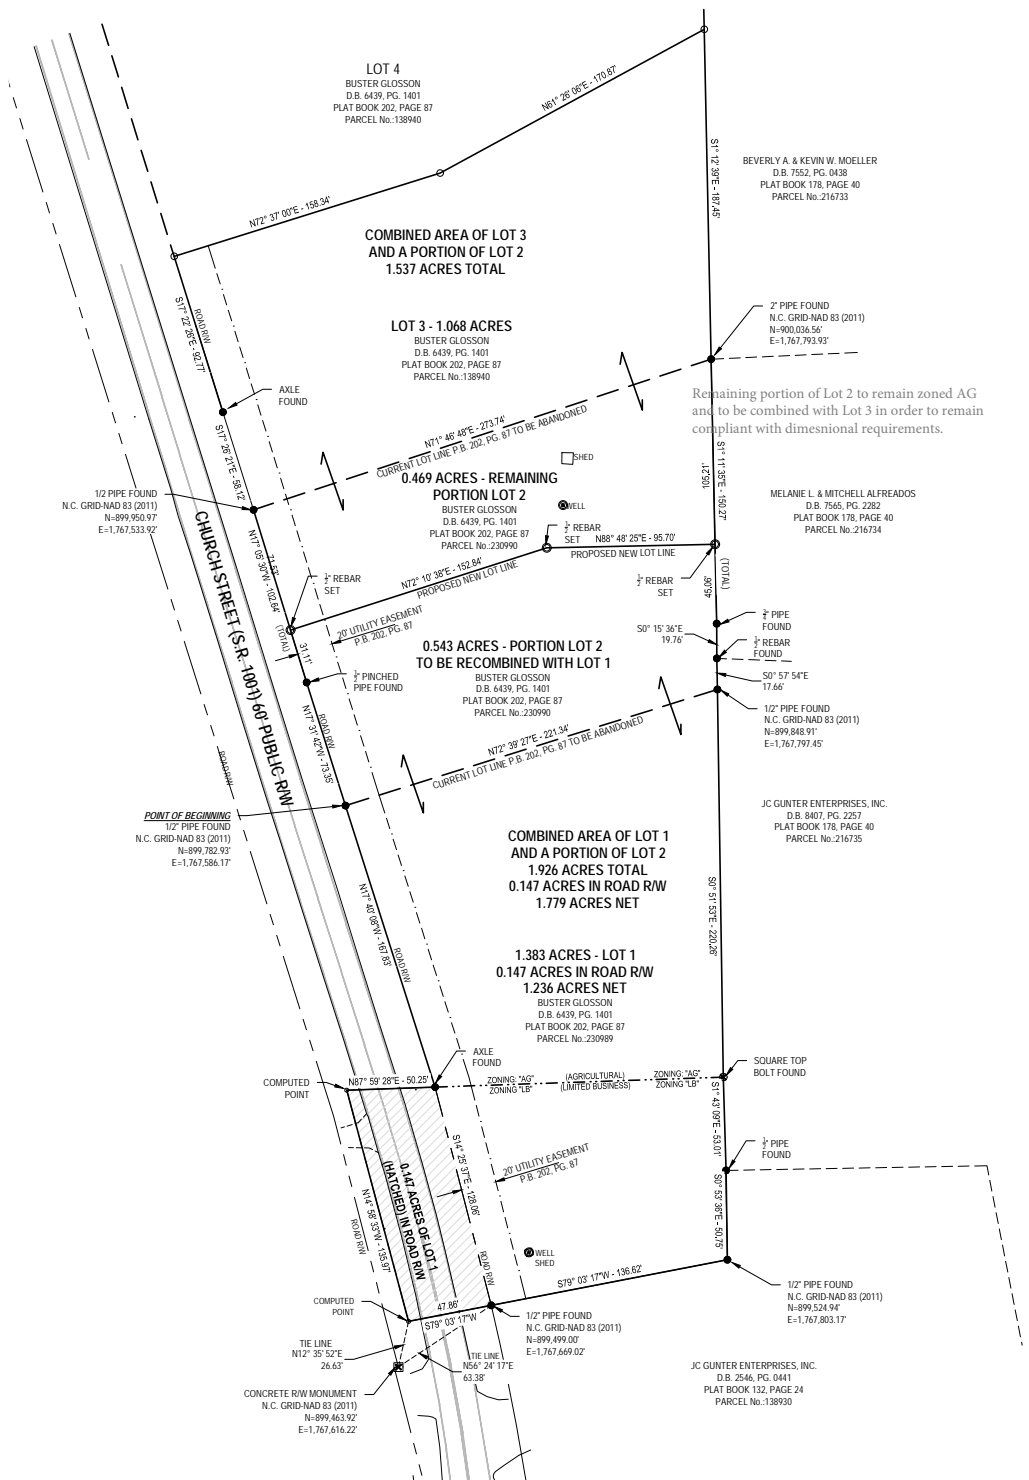 LOT 4
BUSTER GLOSSON
D.B. 6439, PG. 1401
PLAT BOOK 202, PAGE 87
PARCEL No.:138940
N61° 26' 06"E - 170.87'
N72° 37' 00"E - 158.34'
S1° 12' 39"E - 187.45'
BEVERLY A. & KEVIN W. MOELLER
D.B. 7552, PG. 0438
PLAT BOOK 178, PAGE 40
PARCEL No.:216733
COMBINED AREA OF LOT 3
AND A PORTION OF LOT 2
1.537 ACRES TOTAL
S17° 22' 26"E - 92.77'
ROAD R/W
LOT 3 - 1.068 ACRES
BUSTER GLOSSON
D.B. 6439, PG. 1401
PLAT BOOK 202, PAGE 87
PARCEL No.:138940
2" PIPE FOUND
N.C. GRID-NAD 83 (2011)
N=900,036.56'
E=1,767,793.93'
AXLE
FOUND
Remaining portion of Lot 2 to remain zoned AG
and to be combined with Lot 3 in order to remain
compliant with dimesnional requirements.
S17° 26' 21"E - 58.12'
N71° 46' 48"E - 273.74'
CURRENT LOT LINE P.B. 202, PG. 87 TO BE ABANDONED
SHED
0.469 ACRES - REMAINING
PORTION LOT 2
BUSTER GLOSSON
D.B. 6439, PG. 1401
PLAT BOOK 202, PAGE 87
PARCEL No.:230990
WELL
105.21'
S1° 11' 35"E - 150.27'
(TOTAL)
45.06'
MELANIE L. & MITCHELL ALFREADOS
D.B. 7565, PG. 2282
PLAT BOOK 178, PAGE 40
PARCEL No.:216734
1/2 PIPE FOUND
N.C. GRID-NAD 83 (2011)
N=899,950.97'
E=1,767,533.92'
CHURCH STREET (S.R. 1001) 60' PUBLIC R/W
71.53'
N17° 05' 30"W - 102.64'
(TOTAL)
31.11'
½" REBAR
SET
½" REBAR
SET
N88° 48' 25"E - 95.70'
PROPOSED NEW LOT LINE
N72° 10' 38"E - 152.84'
PROPOSED NEW LOT LINE
½" REBAR
SET
20' UTILITY EASEMENT
P.B. 202, PG. 87
¾" PIPE
FOUND
S0° 15' 36"E
19.76'
½" REBAR
FOUND
0.543 ACRES - PORTION LOT 2
TO BE RECOMBINED WITH LOT 1
BUSTER GLOSSON
D.B. 6439, PG. 1401
PLAT BOOK 202, PAGE 87
PARCEL No.:230990
½" PINCHED
PIPE FOUND
S0° 57' 54"E
17.66'
1/2" PIPE FOUND
N.C. GRID-NAD 83 (2011)
N=899,848.91'
E=1,767,797.45'
ROAD R/W
N17° 31' 42"W - 73.35'
N72° 39' 27"E - 221.34'
CURRENT LOT LINE P.B. 202, PG. 87 TO BE ABANDONED
ROAD R/W
POINT OF BEGINNING
1/2" PIPE FOUND
N.C. GRID-NAD 83 (2011)
N=899,782.93'
E=1,767,586.17'
JC GUNTER ENTERPRISES, INC.
D.B. 8407, PG. 2257
PLAT BOOK 178, PAGE 40
PARCEL No.:216735
COMBINED AREA OF LOT 1
AND A PORTION OF LOT 2
1.926 ACRES TOTAL
0.147 ACRES IN ROAD R/W
1.779 ACRES NET
N17° 40' 08"W - 167.83'
ROAD R/W
S0° 51' 53"E - 220.26'
1.383 ACRES - LOT 1
0.147 ACRES IN ROAD R/W
1.236 ACRES NET
BUSTER GLOSSON
D.B. 6439, PG. 1401
PLAT BOOK 202, PAGE 87
PARCEL No.:230989
AXLE
FOUND
SQUARE TOP
BOLT FOUND
COMPUTED
POINT
N87° 59' 28"E - 50.25'
ZONING: "AG" (AGRICULTURAL) ZONING: "AG"
ZONING "LB" (LIMITED BUSINESS) ZONING "LB"
S1° 43' 09"E - 53.01'
½" PIPE
FOUND
S14° 25' 37"E - 128.06'
20' UTILITY EASEMENT
P.B. 202, PG. 87
0.147 ACRES OF LOT 1
(HATCHED) IN ROAD R/W
N14° 58' 33"W - 135.97'
ROAD R/W
S0° 53' 36"E - 50.75'
WELL
SHED
ROAD R/W
S79° 03' 17"W - 136.62'
1/2" PIPE FOUND
N.C. GRID-NAD 83 (2011)
N=899,524.94'
E=1,767,803.17'
COMPUTED
POINT
47.86'
S79° 03' 17"W
1/2" PIPE FOUND
N.C. GRID-NAD 83 (2011)
N=899,499.00'
E=1,767,669.02'
TIE LINE
N12° 35' 52"E
26.63'
TIE LINE
N56° 24' 17"E
63.38'
JC GUNTER ENTERPRISES, INC.
D.B. 2546, PG. 0441
PLAT BOOK 132, PAGE 24
PARCEL No.:138930
CONCRETE R/W MONUMENT
N.C. GRID-NAD 83 (2011)
N=899,463.92'
E=1,767,616.22'